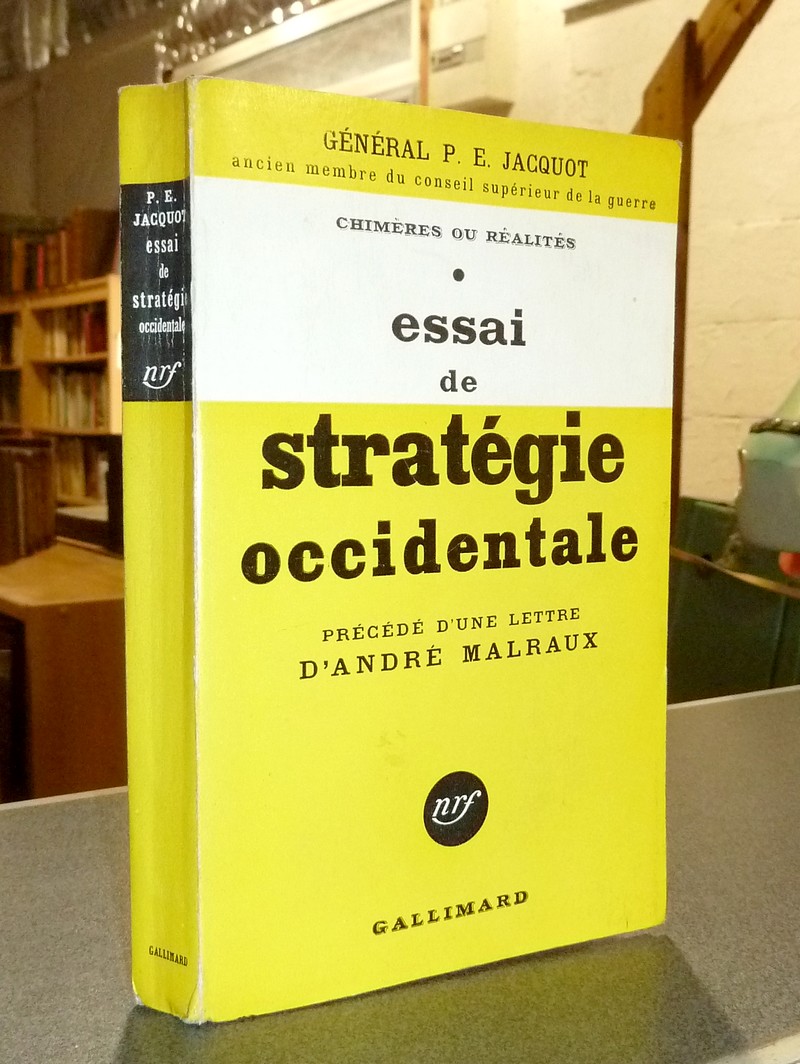 GÉNÉRAL P. E. JACQUOT
ancien membre du conseil supérieur de la guerre
CHIMÈRES OU RÉALITÉS
•
essai
de
stratégie
occidentale
PRÉCÉDÉ D'UNE LETTRE
D'ANDRÉ MALRAUX
nrf
GALLIMARD
P. E.
JACQUOT
essai
de
stratégie
occidentale
nrf
GALLIMARD